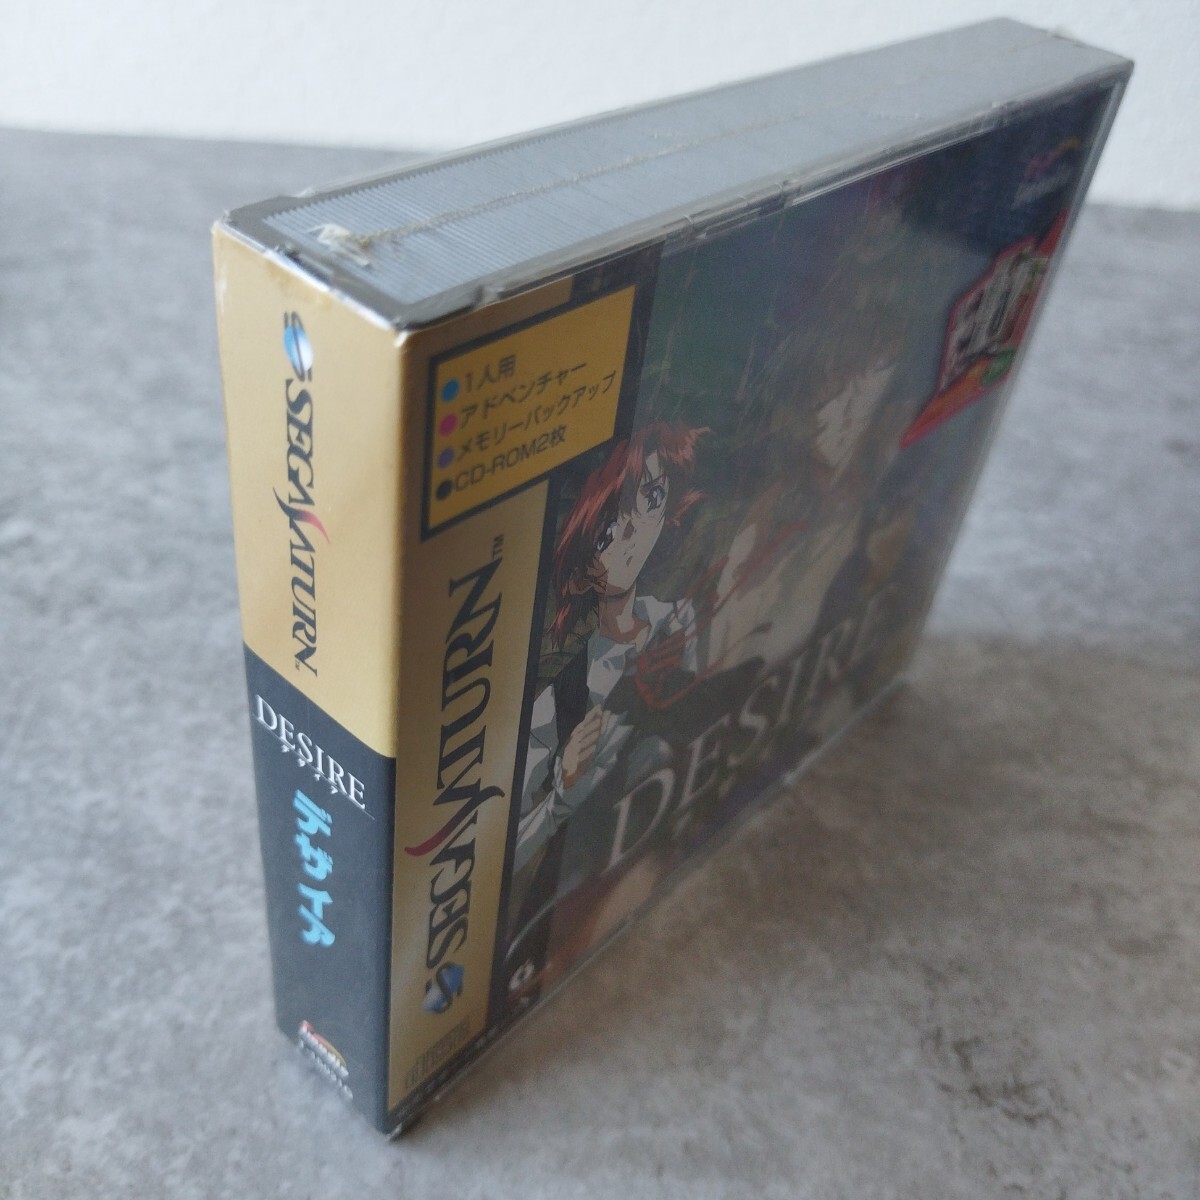 SEGA SATURN™
DESIRE
デザイア
デザイア
● 1人用
● アドベンチャー
● メモリーバックアップ
● CD-ROM2枚
SEGA SATURN™
DESIRE